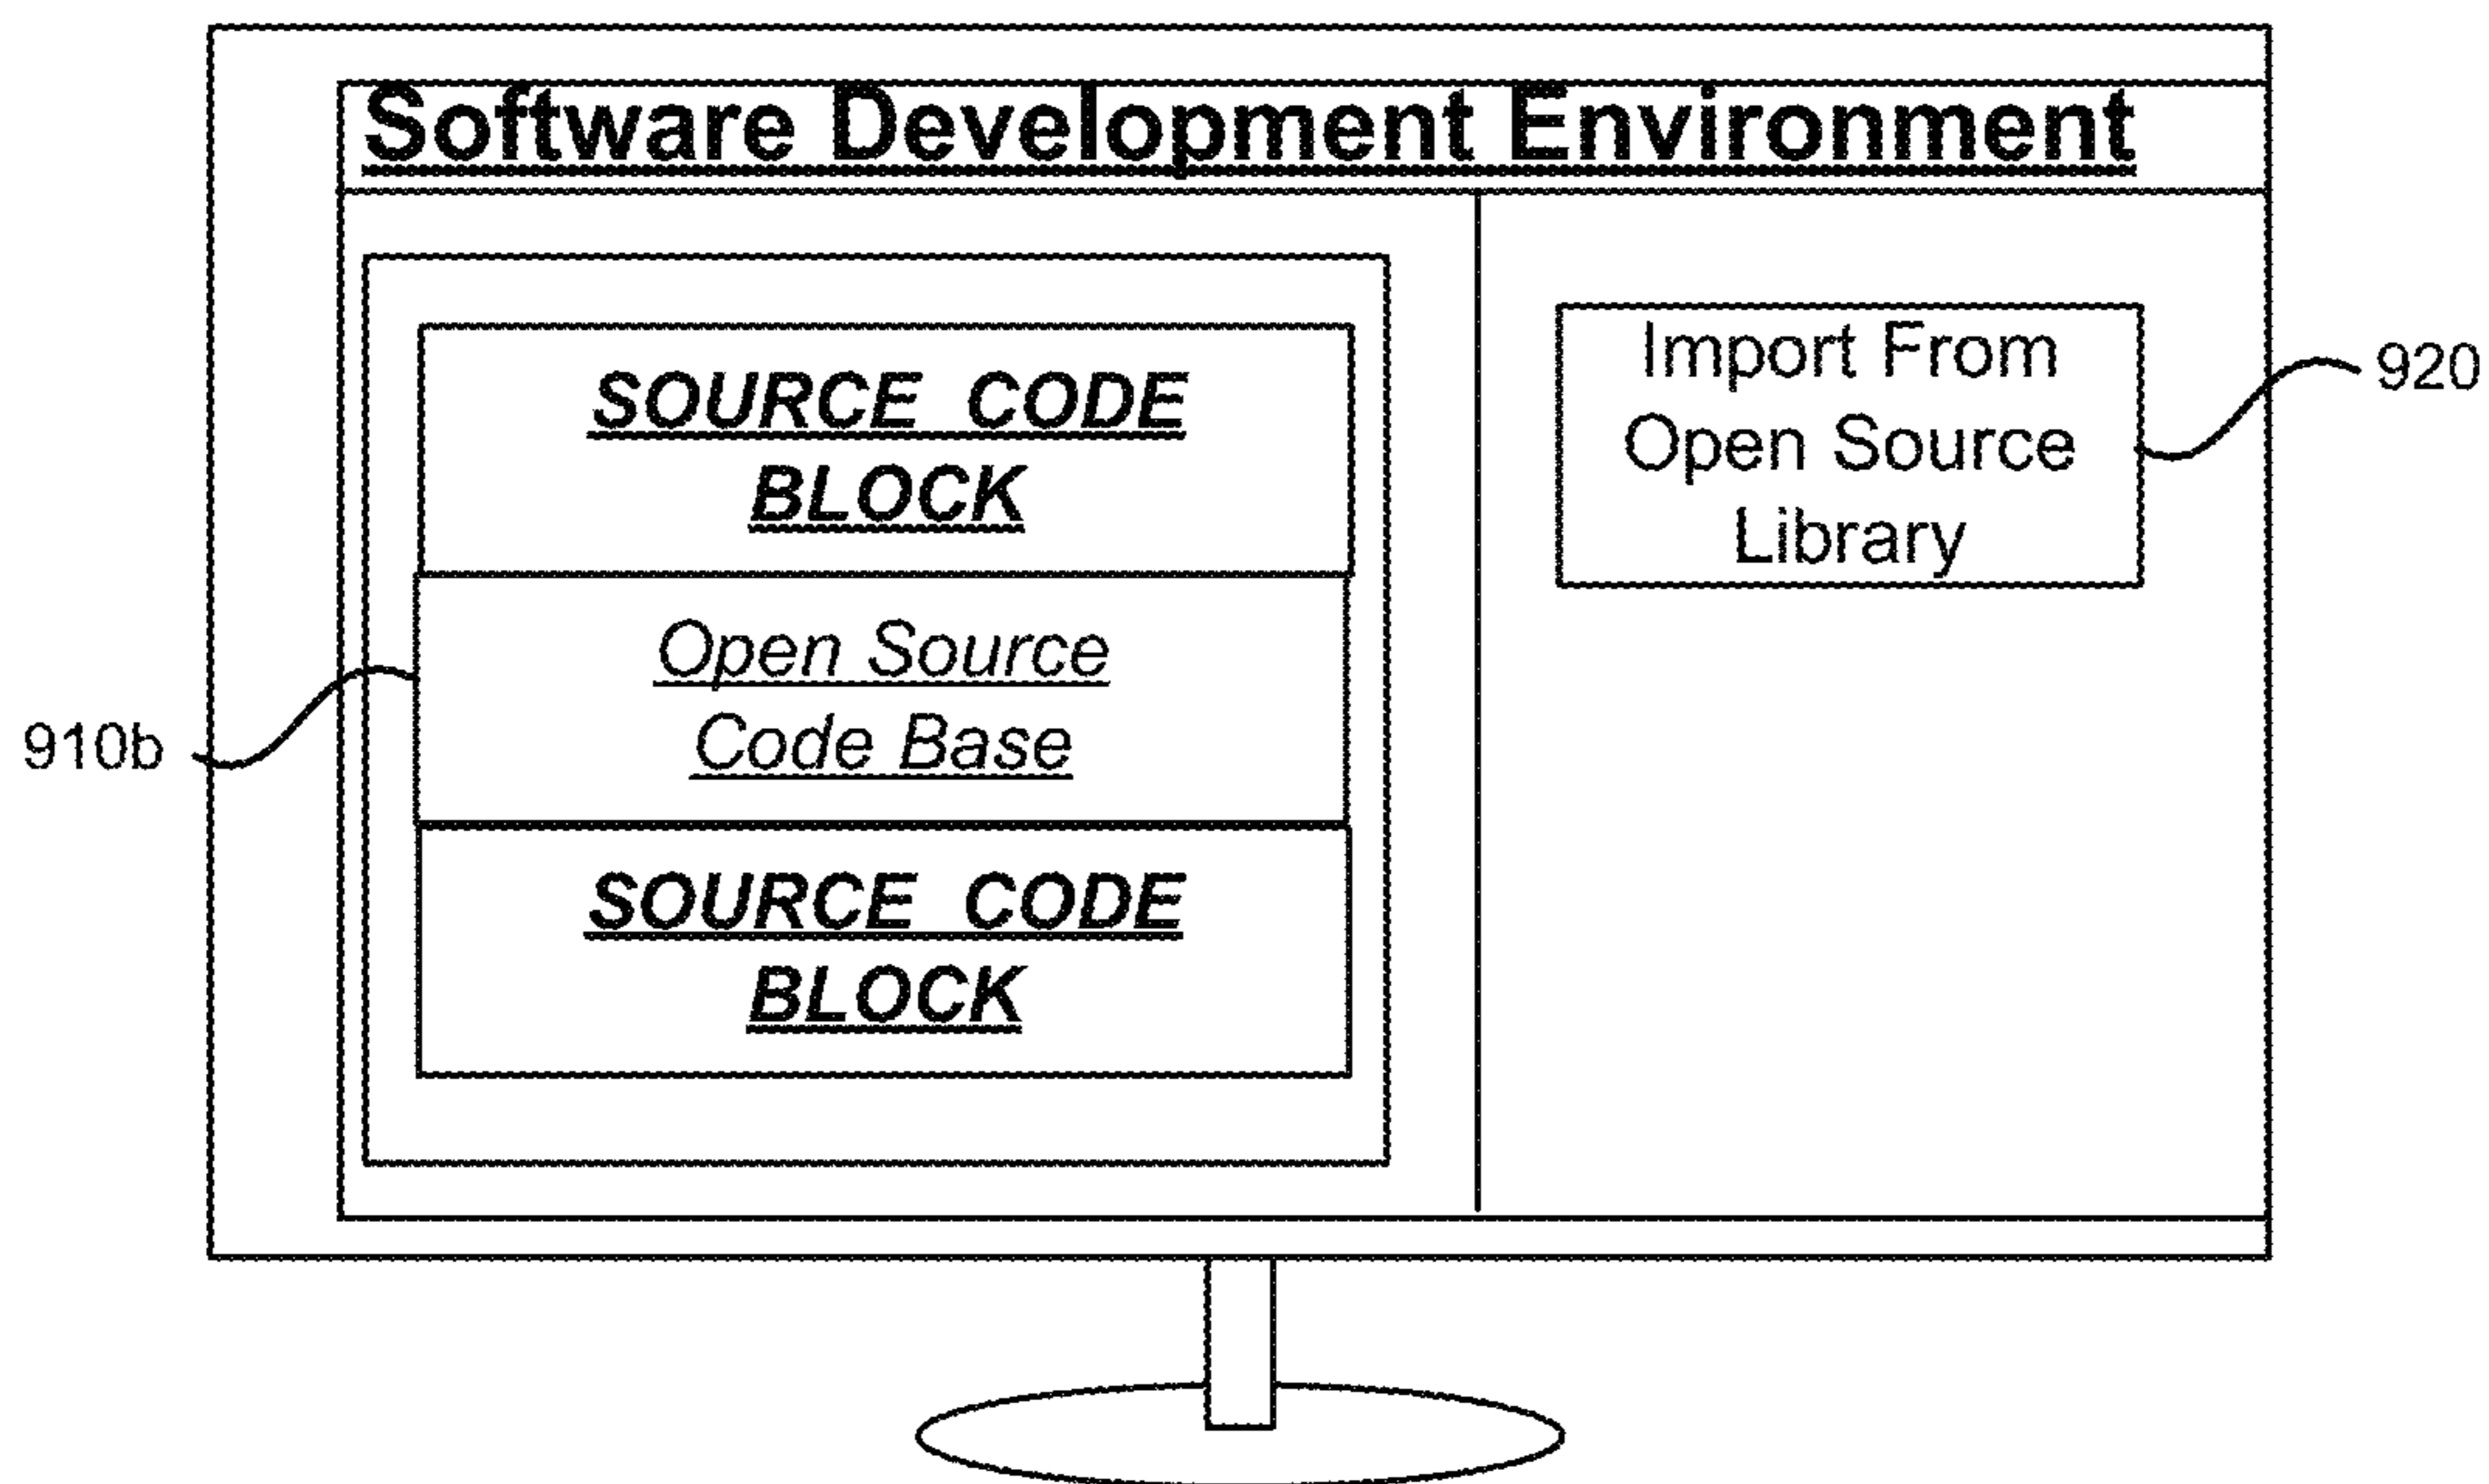 Software Development Environment
SOURCE CODE
BLOCK
Open Source
Code Base
SOURCE CODE
BLOCK
910b
Import From
Open Source
Library
920